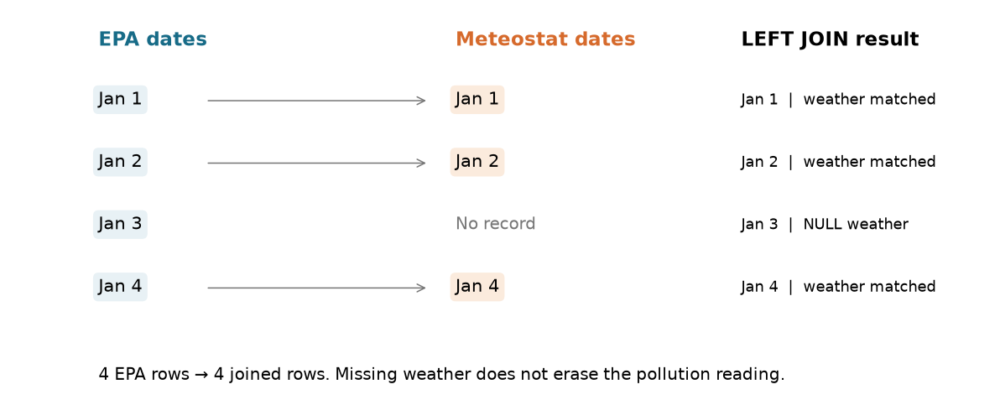 EPA dates    Meteostat dates    LEFT JOIN result
Jan 1    Jan 1    Jan 1  |  weather matched
Jan 2    Jan 2    Jan 2  |  weather matched
Jan 3    No record    Jan 3  |  NULL weather
Jan 4    Jan 4    Jan 4  |  weather matched
4 EPA rows → 4 joined rows. Missing weather does not erase the pollution reading.